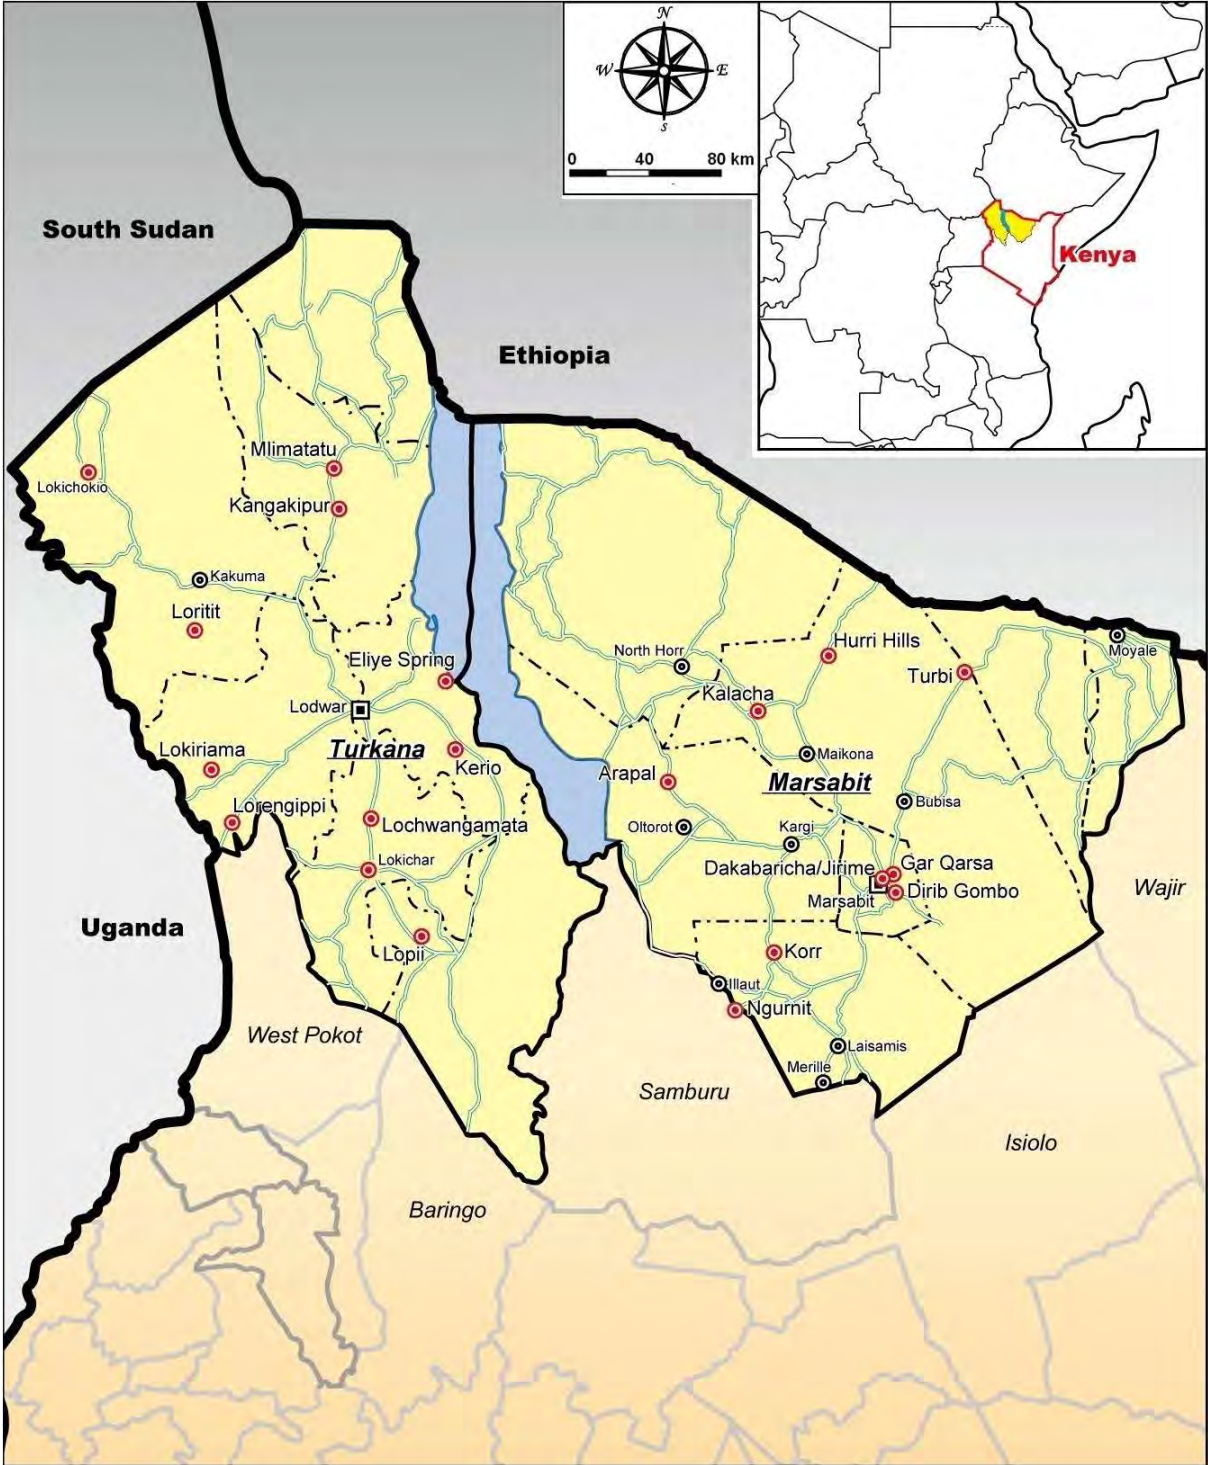 N
W
E
S
0 40 80 km
South Sudan
Kenya
Ethiopia
Mlimatatu
Lokichokio
Kangakipur
Kakuma
Loritit
Hurri Hills
Moyale
North Horr
Eliye Spring
Turbi
Kalacha
Lodwar
Turkana
Lokiriama
Kerio
Maikona
Arapal
Marsabit
Lorengippi
Bubisa
Lochwangamata
Oltorot
Kargi
Lokichar
Dakabaricha/Jirime
Gar Qarsa
Marsabit
Dirib Gombo
Wajir
Uganda
Lopii
Korr
Illaut
Ngurnit
West Pokot
Laisamis
Merille
Samburu
Isiolo
Baringo